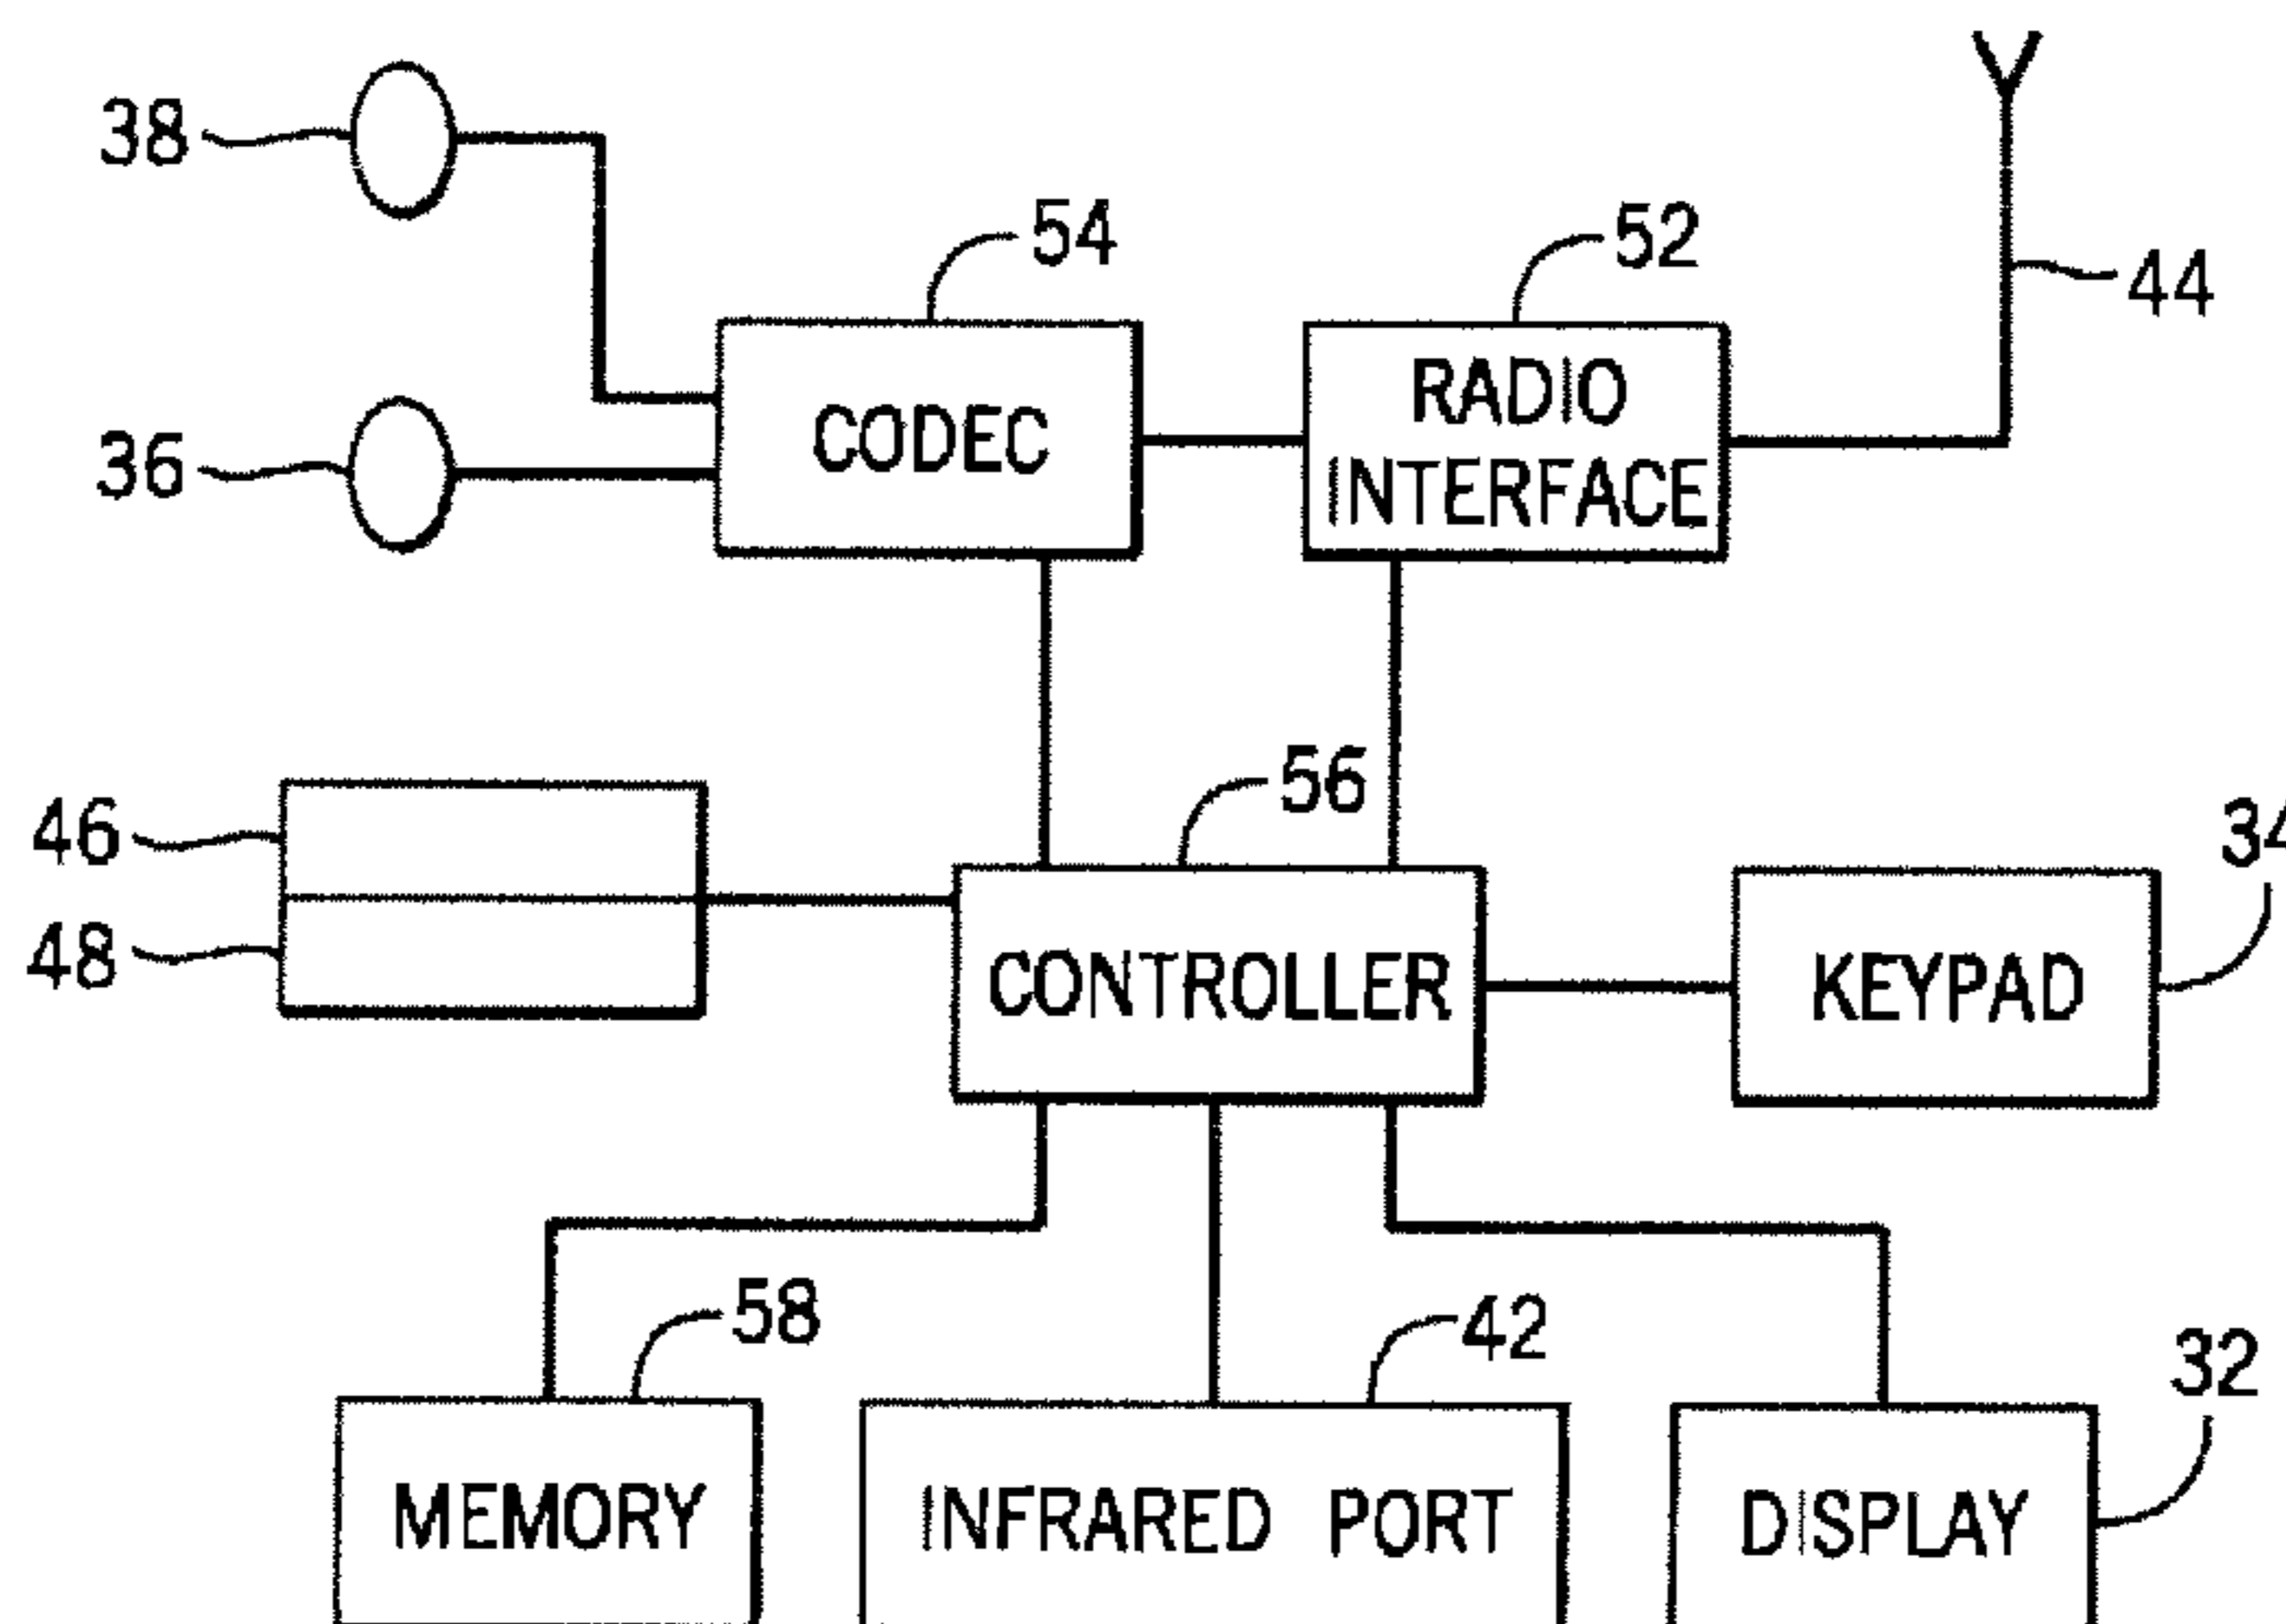 38
54
52
44
CODEC
RADIO
INTERFACE
36
56
46
34
48
CONTROLLER
KEYPAD
58
42
32
MEMORY
INFRARED PORT
DISPLAY